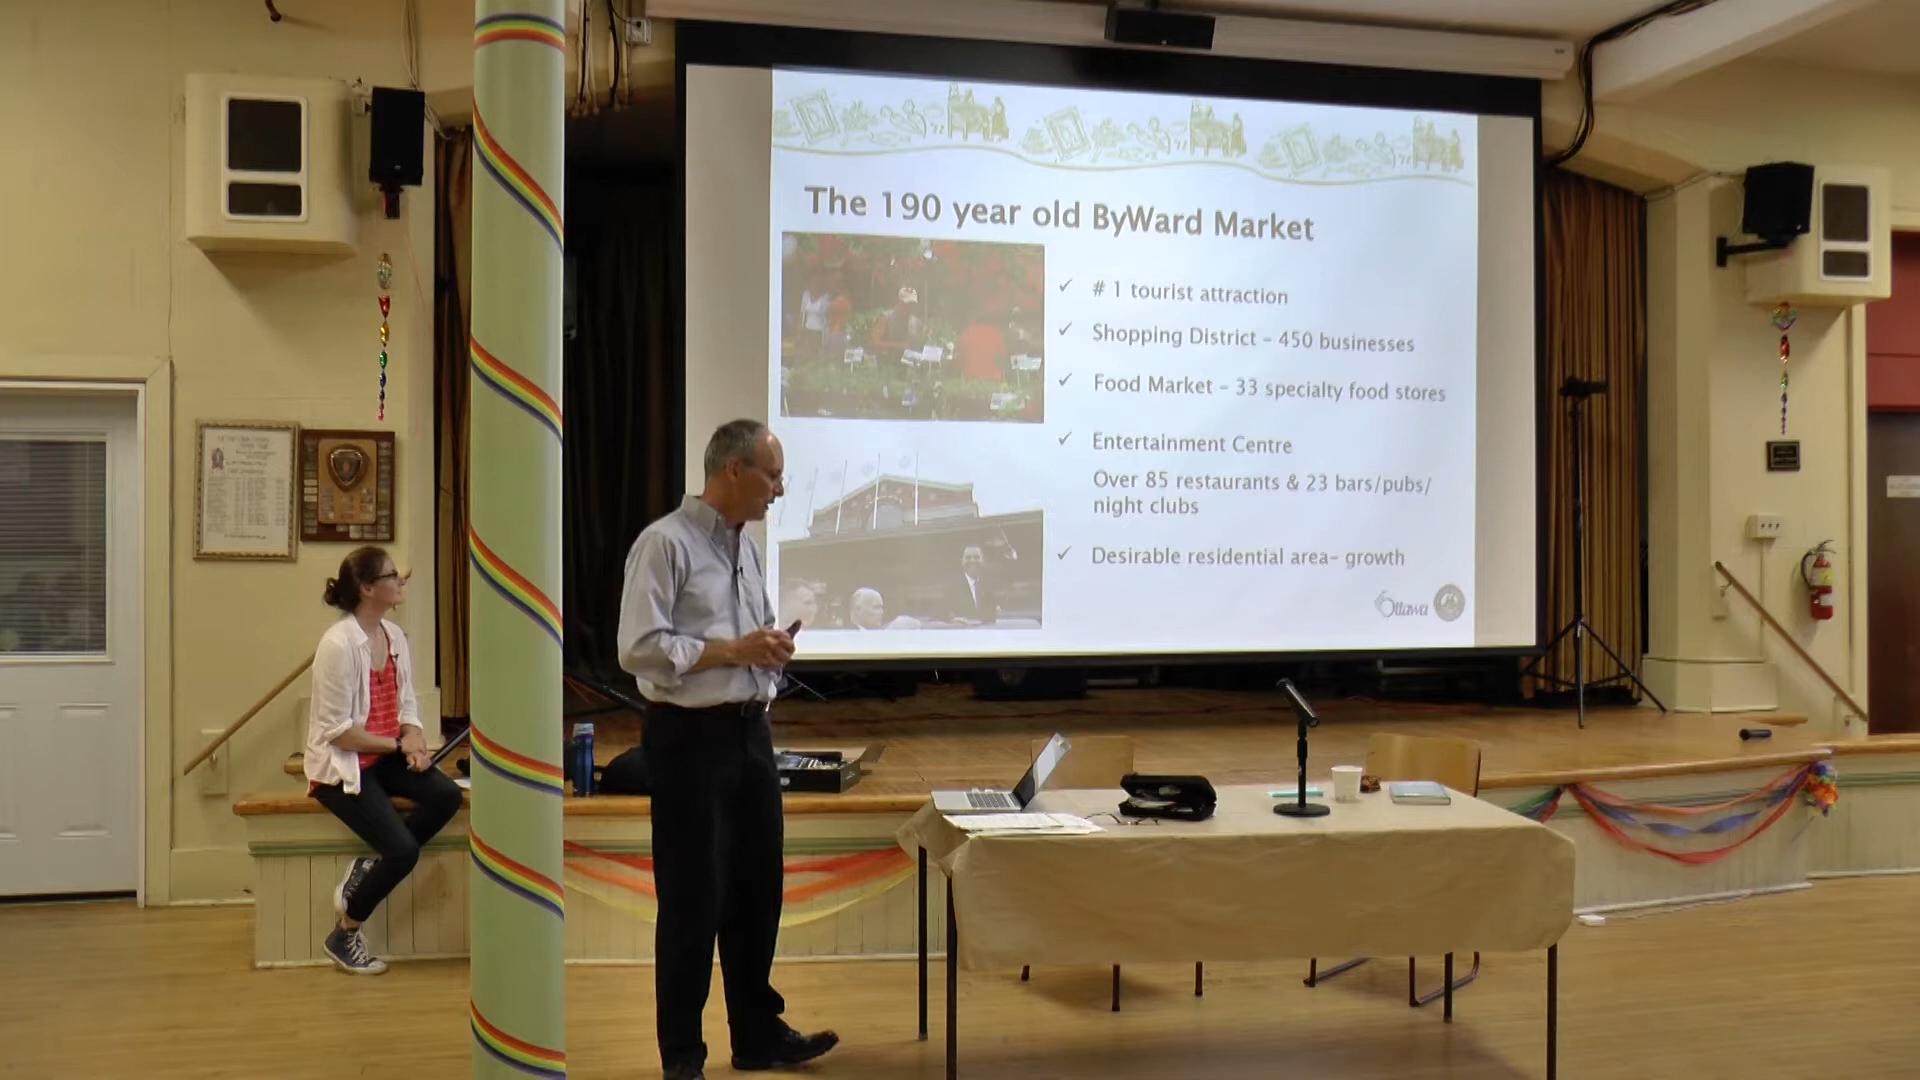 The 190 year old ByWard Market
# 1 tourist attraction
Shopping District – 450 businesses
Food Market – 33 specialty food stores
Entertainment Centre
Over 85 restaurants & 23 bars/pubs/
night clubs
Desirable residential area– growth
Ottawa